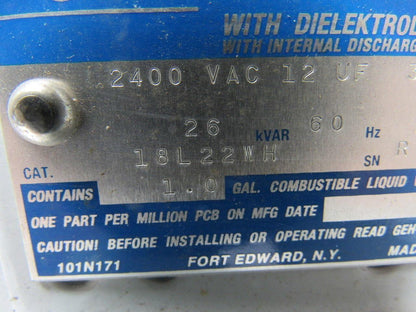 WITH DIELEKTROL
WITH INTERNAL DISCHARG
2400 VAC 12 UF
26 kVAR 60 Hz
CAT. 18L22WH SN R
CONTAINS 1.0 GAL. COMBUSTIBLE LIQUID
ONE PART PER MILLION PCB ON MFG DATE
CAUTION! BEFORE INSTALLING OR OPERATING READ GEH
101N171 FORT EDWARD, N.Y. MAD